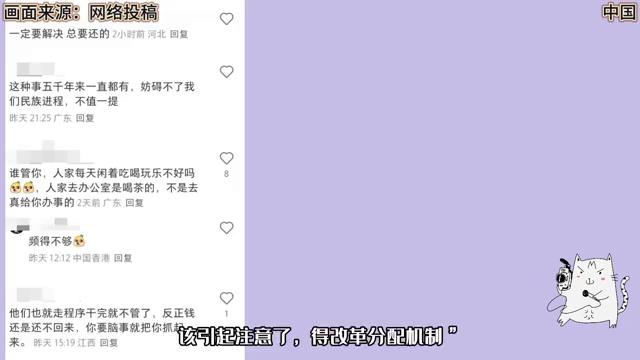 画面来源：网络投稿
中国
一定要解决 总要还的 2小时前 河北 回复
这种事五千年来一直都有，妨碍不了我
们民族进程，不值一提
昨天 21:25 广东 回复
谁管你，人家每天闲着吃喝玩乐不好吗
，人家去办公室是喝茶的，不是去
真给你办事的 2天前 广东 回复
8
频得不够
昨天 12:12 中国香港 回复
他们也就走程序干完就不管了，反正钱
还是还不回来，你要脑事就把你抓起
来。 昨天 15:19 江西 回复
1
该引起注意了，得改革分配机制”